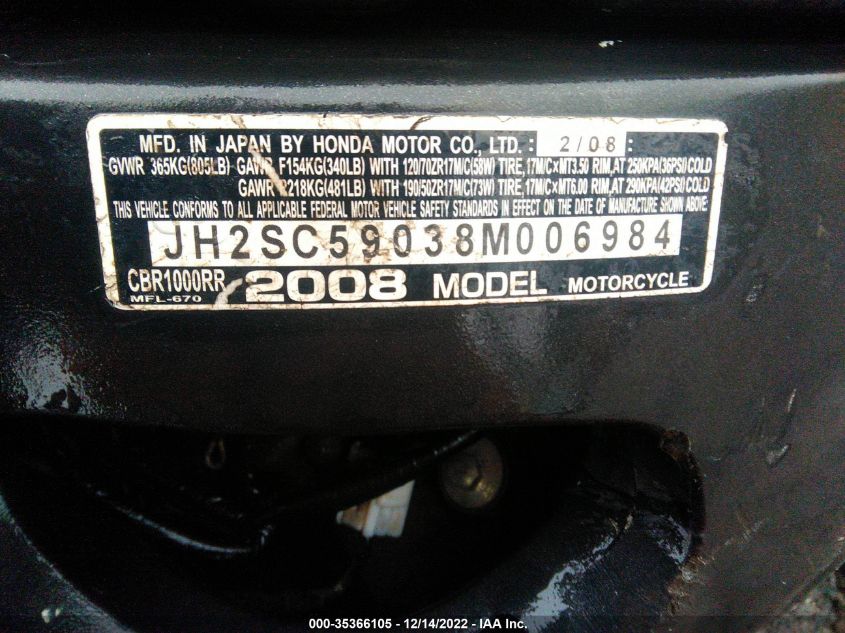 MFD. IN JAPAN BY HONDA MOTOR CO., LTD. : 2/08 :
GVWR 365KG(805LB) GAWR F154KG(340LB) WITH 120/70ZR17M/C(58W) TIRE, 17M/C×MT3.50 RIM, AT 250KPA(36PSI) COLD
GAWR R218KG(481LB) WITH 190/50ZR17M/C(73W) TIRE, 17M/C×MT6.00 RIM, AT 290KPA(42PSI) COLD
THIS VEHICLE CONFORMS TO ALL APPLICABLE FEDERAL MOTOR VEHICLE SAFETY STANDARDS IN EFFECT ON THE DATE OF MANUFACTURE SHOWN ABOVE:
JH2SC59038M006984
CBR1000RR 2008 MODEL MOTORCYCLE
MFL-670
000-35366105 - 12/14/2022 - IAA Inc.